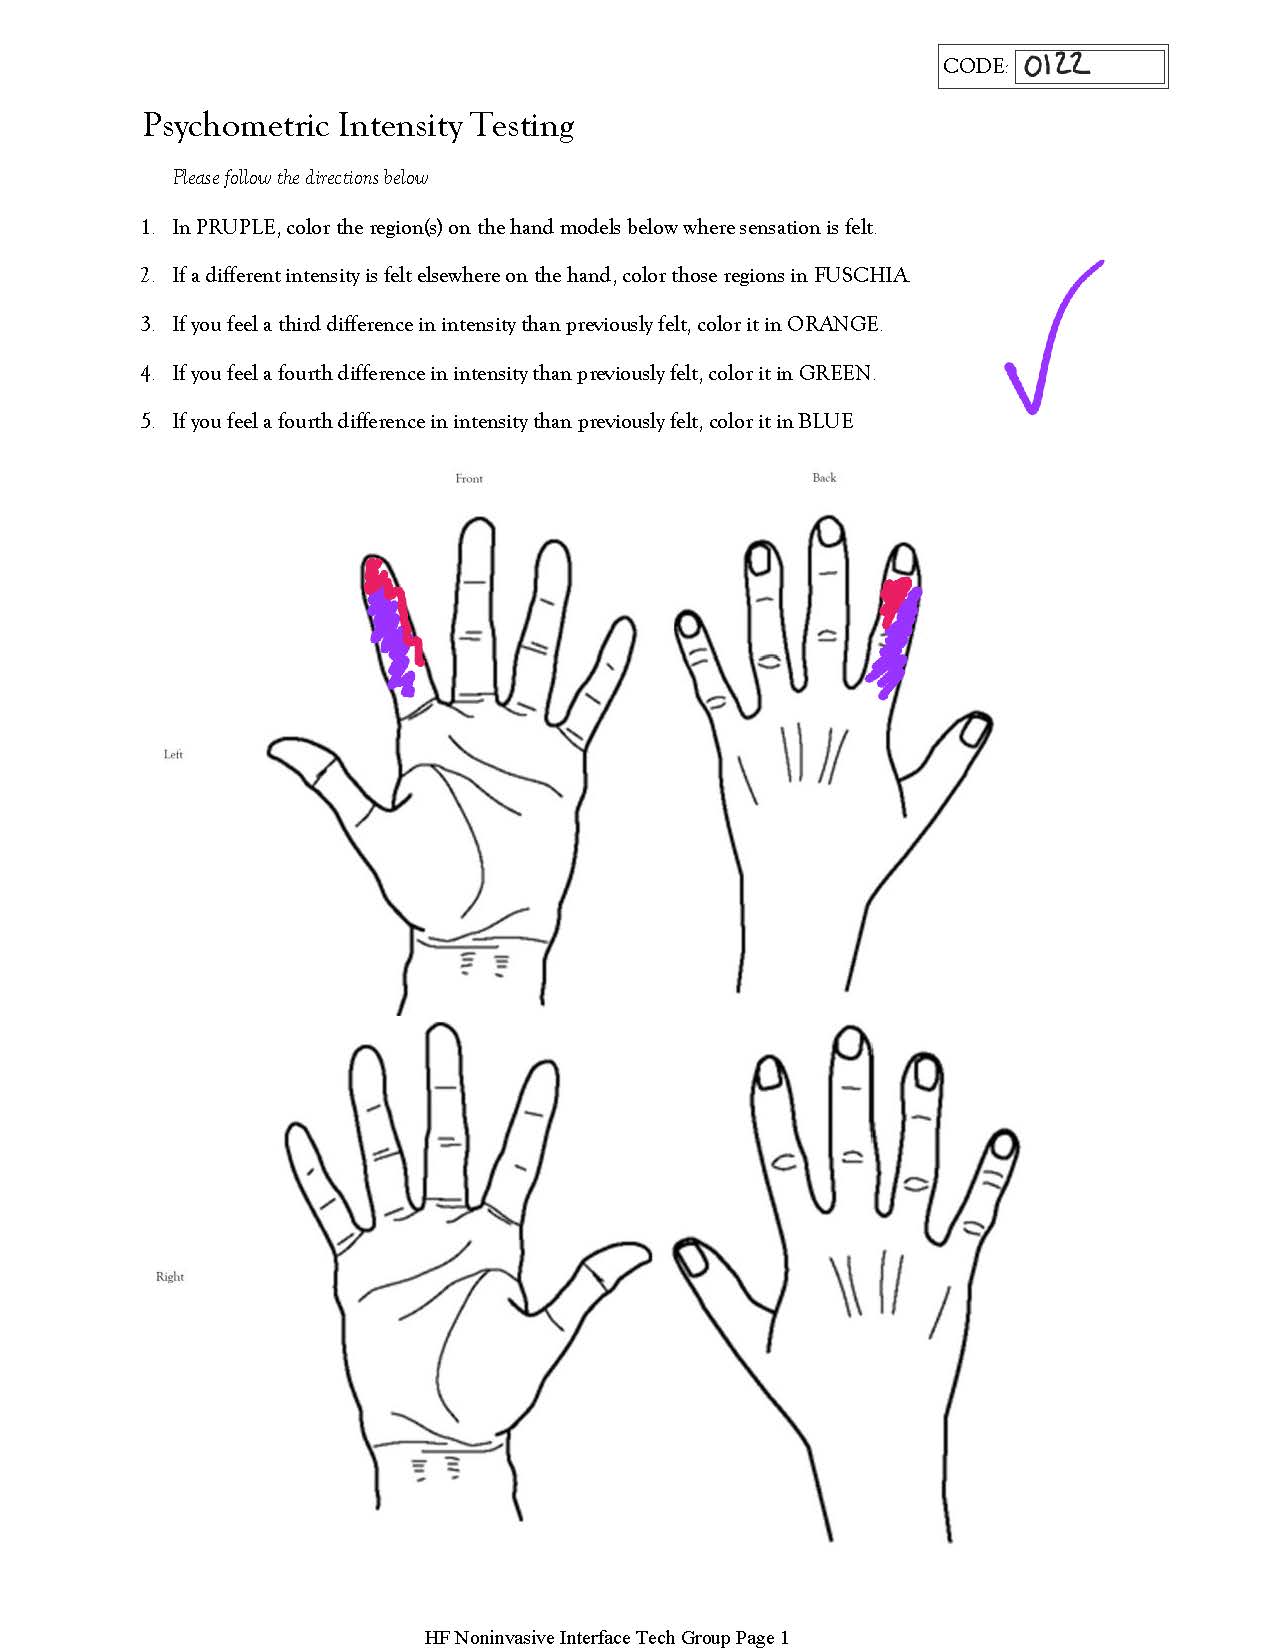 CODE: 0122
Psychometric Intensity Testing
Please follow the directions below
1. In PRUPLE, color the region(s) on the hand models below where sensation is felt.
2. If a different intensity is felt elsewhere on the hand, color those regions in FUSCHIA.
3. If you feel a third difference in intensity than previously felt, color it in ORANGE.
4. If you feel a fourth difference in intensity than previously felt, color it in GREEN.
5. If you feel a fourth difference in intensity than previously felt, color it in BLUE
Front Back
Left
Right
HF Noninvasive Interface Tech Group Page 1